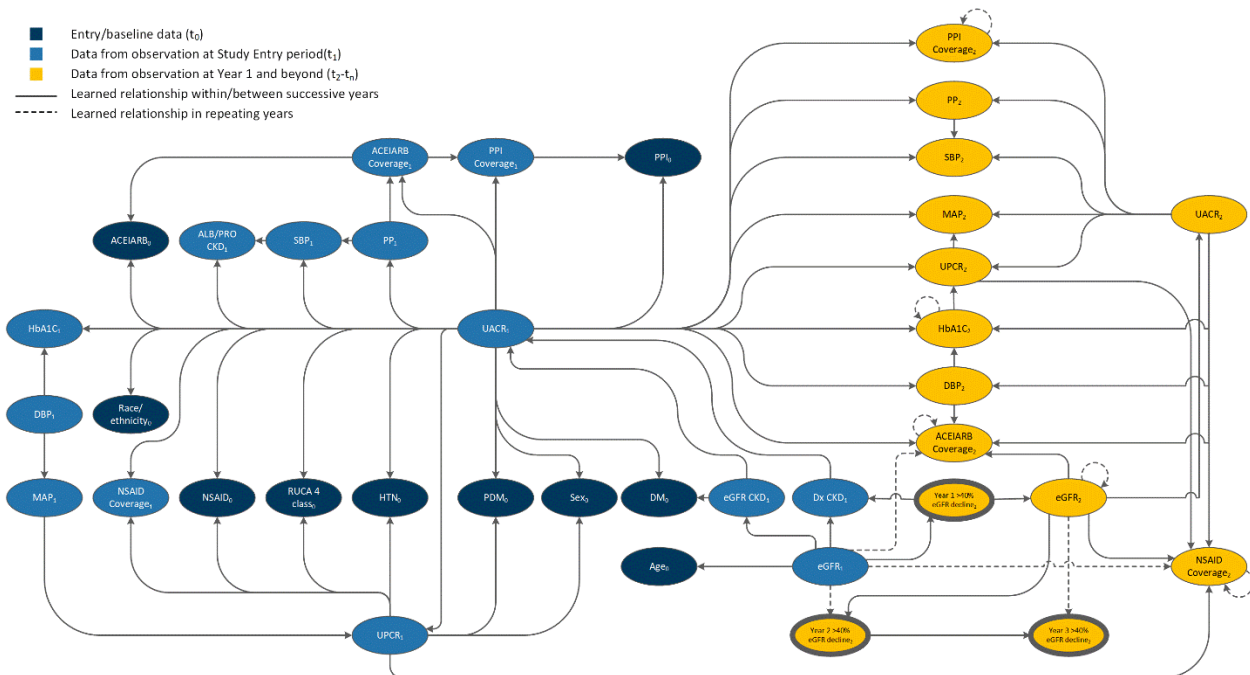 Entry/baseline data (t0)
Data from observation at Study Entry period(t1)
Data from observation at Year 1 and beyond (t2-tn)
Learned relationship within/between successive years
Learned relationship in repeating years
PPI
Coverage2
PP2
SBP2
MAP2
UACR2
UPCR2
HbA1C2
DBP2
ACEIARB
Coverage2
ACEIARB
Coverage1
PPI
Coverage1
PPI0
ACEIARB0
ALB/PRO
CKD1
SBP1
PP1
HbA1C1
UACR1
DBP1
Race/
ethnicity0
MAP1
NSAID
Coverage1
NSAID0
RUCA 4
class0
HTN0
PDM0
Sex0
DM0
eGFR CKD1
Dx CKD1
Year 1 >40%
eGFR decline2
eGFR2
Age0
eGFR1
NSAID
Coverage2
UPCR1
Year 2 >40%
eGFR decline2
Year 3 >40%
eGFR decline2